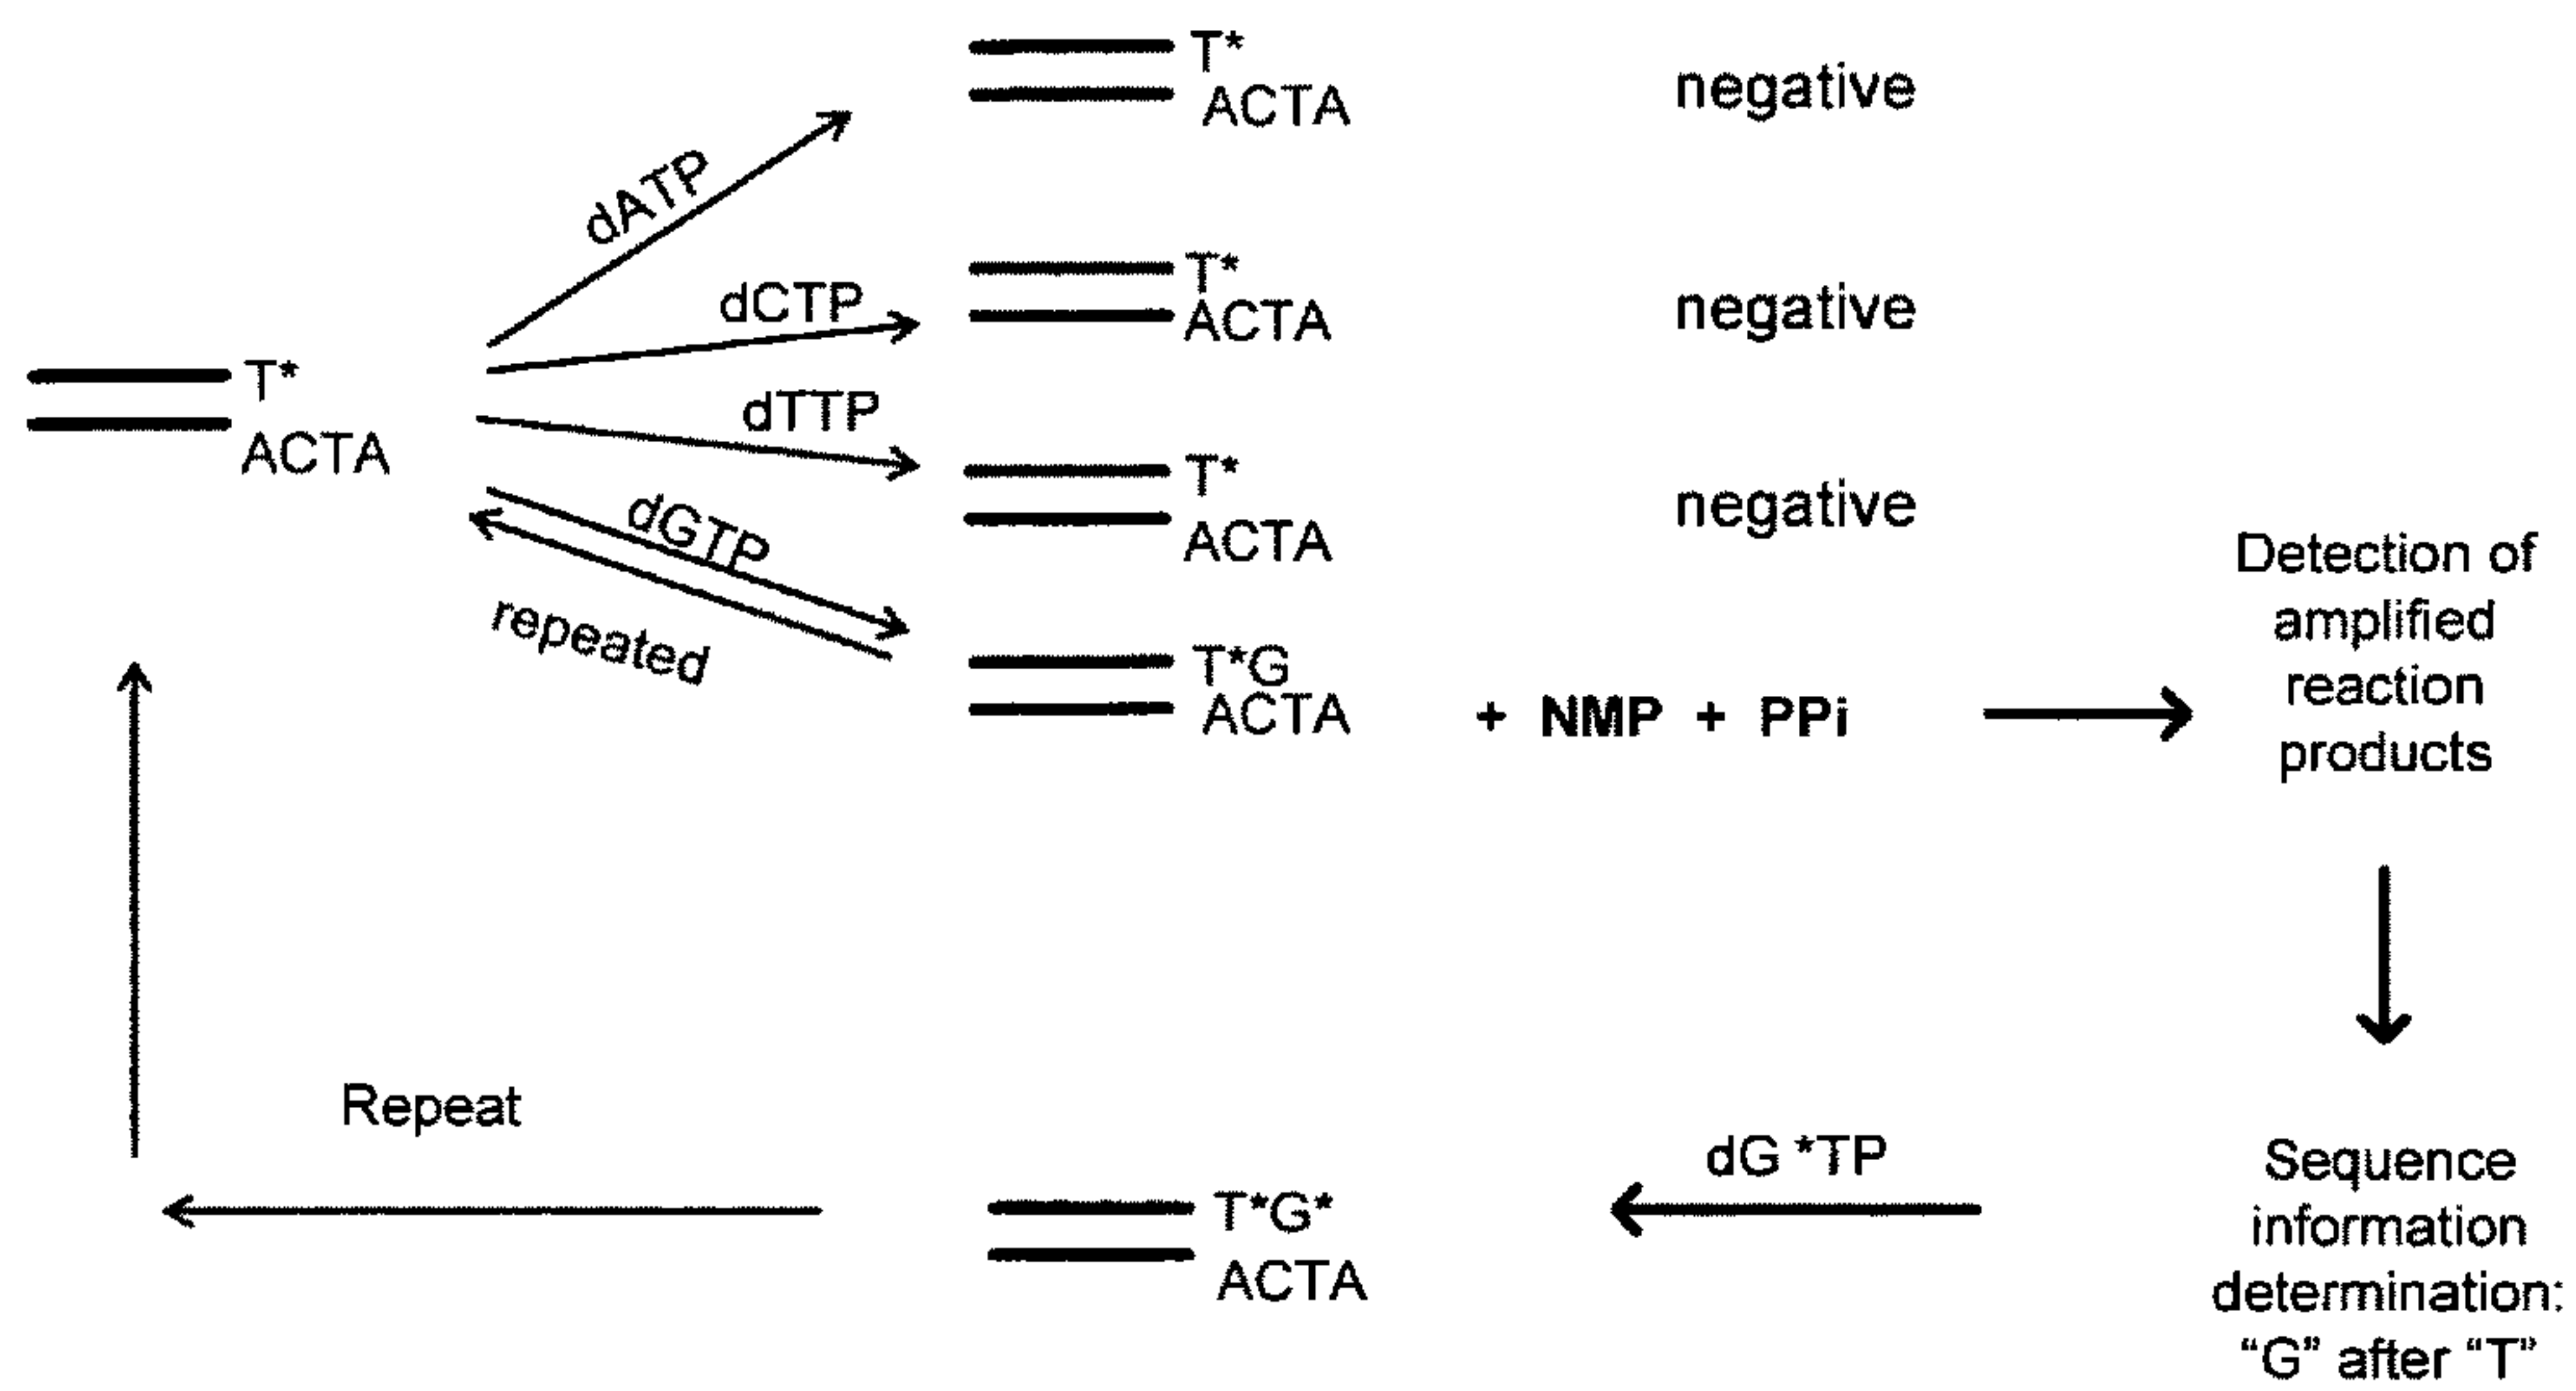 T*
ACTA
negative
dATP
T*
ACTA
negative
dCTP
T*
ACTA
dTTP
T*
ACTA
negative
dGTP
repeated
T*G
ACTA
+ NMP + PPi
Detection of
amplified
reaction
products
Sequence
information
determination:
“G” after “T”
dG *TP
T*G*
ACTA
Repeat